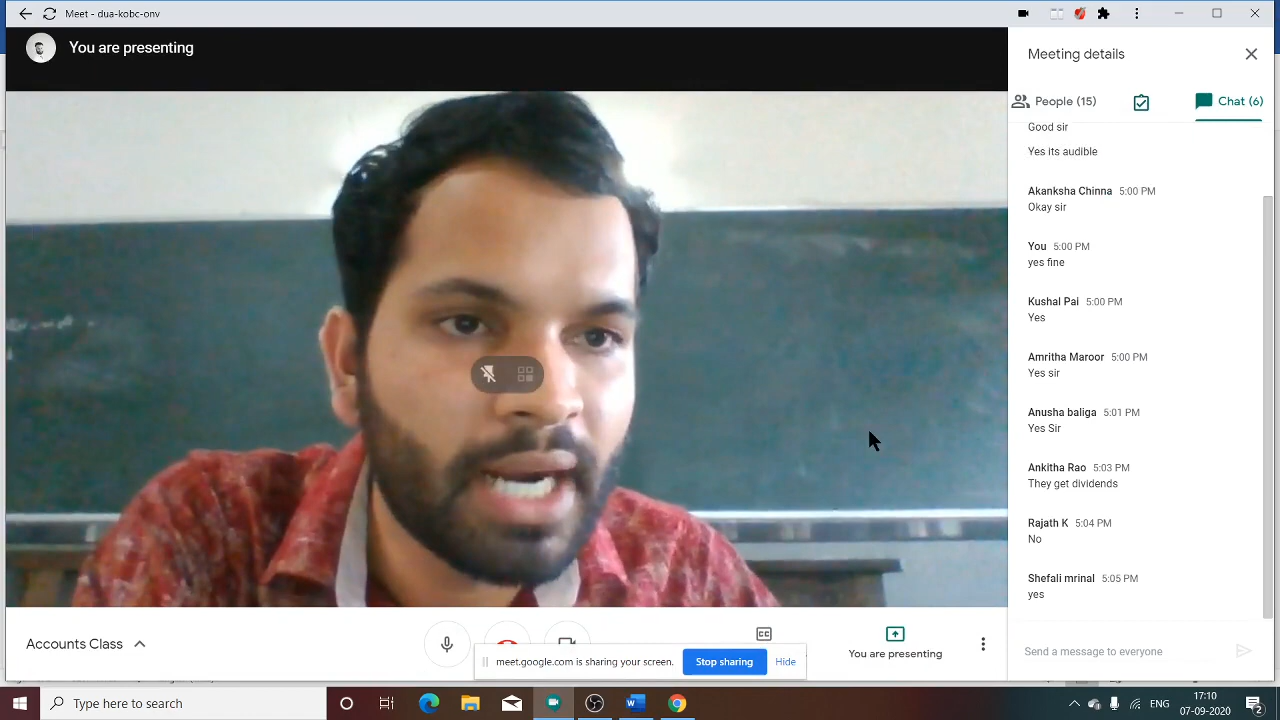 Meet - dua-kobc-onv
You are presenting
Meeting details
People (15)
Chat (6)
Good sir
Yes its audible
Akanksha Chinna 5:00 PM
Okay sir
You 5:00 PM
yes fine
Kushal Pai 5:00 PM
Yes
Amritha Maroor 5:00 PM
Yes sir
Anusha baliga 5:01 PM
Yes Sir
Ankitha Rao 5:03 PM
They get dividends
Rajath K 5:04 PM
No
Shefali mrinal 5:05 PM
yes
Accounts Class
CC
You are presenting
Send a message to everyone
meet.google.com is sharing your screen. Stop sharing Hide
Type here to search
W
ENG
17:10
07-09-2020
2